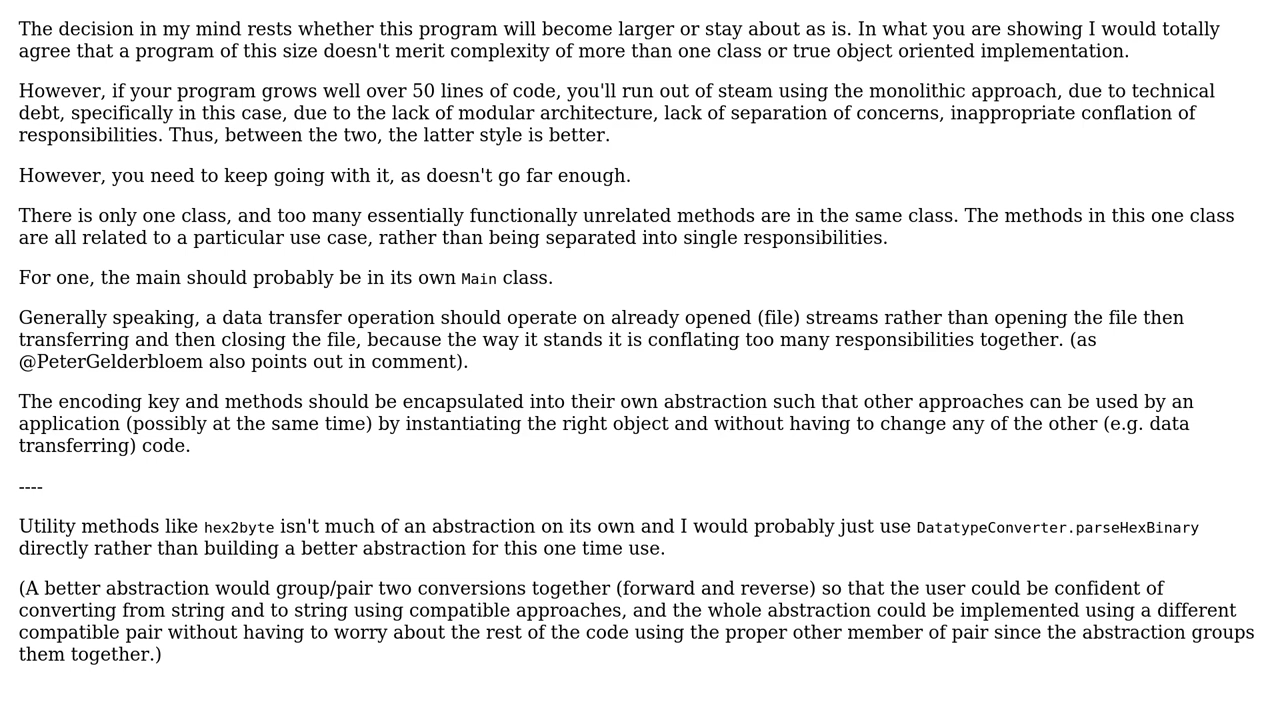 The decision in my mind rests whether this program will become larger or stay about as is. In what you are showing I would totally
agree that a program of this size doesn't merit complexity of more than one class or true object oriented implementation.
However, if your program grows well over 50 lines of code, you'll run out of steam using the monolithic approach, due to technical
debt, specifically in this case, due to the lack of modular architecture, lack of separation of concerns, inappropriate conflation of
responsibilities. Thus, between the two, the latter style is better.
However, you need to keep going with it, as doesn't go far enough.
There is only one class, and too many essentially functionally unrelated methods are in the same class. The methods in this one class
are all related to a particular use case, rather than being separated into single responsibilities.
For one, the main should probably be in its own Main class.
Generally speaking, a data transfer operation should operate on already opened (file) streams rather than opening the file then
transferring and then closing the file, because the way it stands it is conflating too many responsibilities together. (as
@PeterGelderbloem also points out in comment).
The encoding key and methods should be encapsulated into their own abstraction such that other approaches can be used by an
application (possibly at the same time) by instantiating the right object and without having to change any of the other (e.g. data
transferring) code.
----
Utility methods like hex2byte isn't much of an abstraction on its own and I would probably just use DatatypeConverter.parseHexBinary
directly rather than building a better abstraction for this one time use.
(A better abstraction would group/pair two conversions together (forward and reverse) so that the user could be confident of
converting from string and to string using compatible approaches, and the whole abstraction could be implemented using a different
compatible pair without having to worry about the rest of the code using the proper other member of pair since the abstraction groups
them together.)